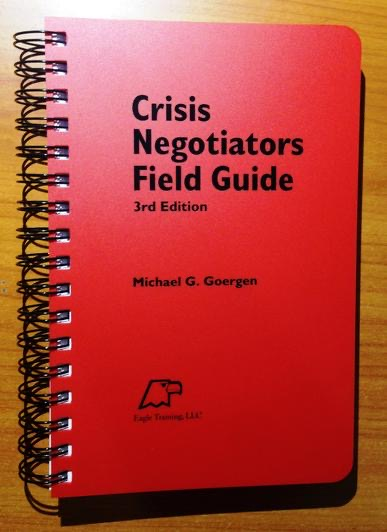 Crisis
Negotiators
Field Guide
3rd Edition
Michael G. Goergen
Eagle Training, LLC